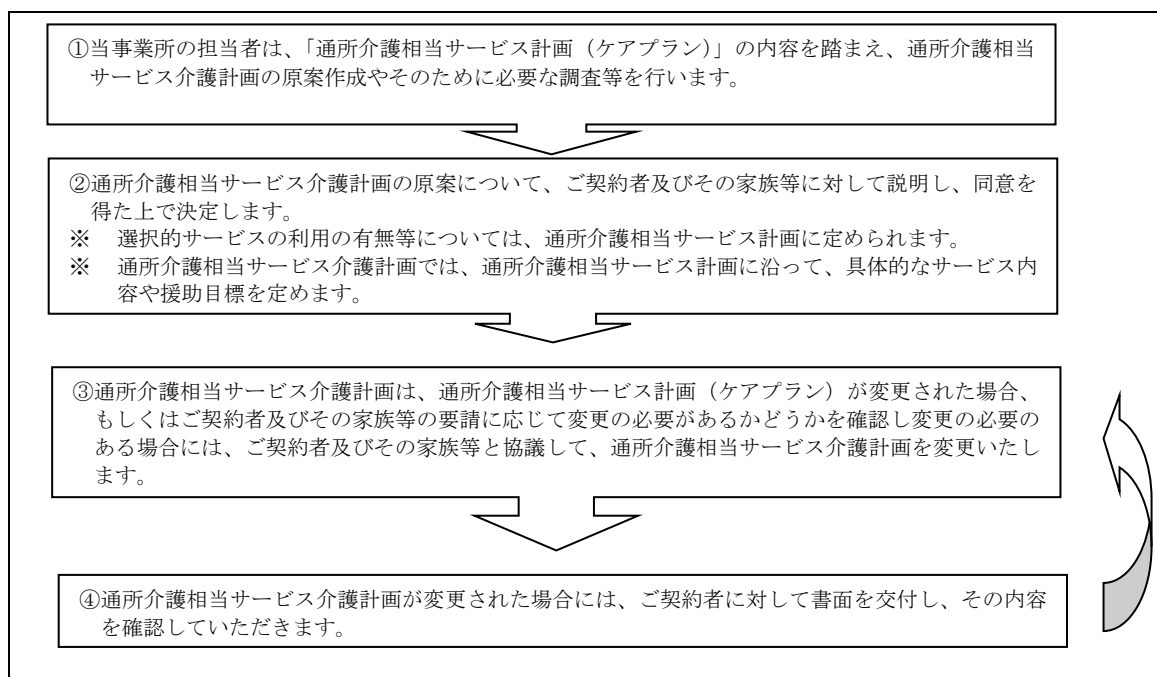 ①当事業所の担当者は、「通所介護相当サービス計画（ケアプラン）」の内容を踏まえ、通所介護相当
サービス介護計画の原案作成やそのために必要な調査等を行います。
②通所介護相当サービス介護計画の原案について、ご契約者及びその家族等に対して説明し、同意を
得た上で決定します。
※　選択的サービスの利用の有無等については、通所介護相当サービス計画に定められます。
※　通所介護相当サービス介護計画では、通所介護相当サービス計画に沿って、具体的なサービス内
容や援助目標を定めます。
③通所介護相当サービス介護計画は、通所介護相当サービス計画（ケアプラン）が変更された場合、
もしくはご契約者及びその家族等の要請に応じて変更の必要があるかどうかを確認し変更の必要の
ある場合には、ご契約者及びその家族等と協議して、通所介護相当サービス介護計画を変更いたし
ます。
④通所介護相当サービス介護計画が変更された場合には、ご契約者に対して書面を交付し、その内容
を確認していただきます。